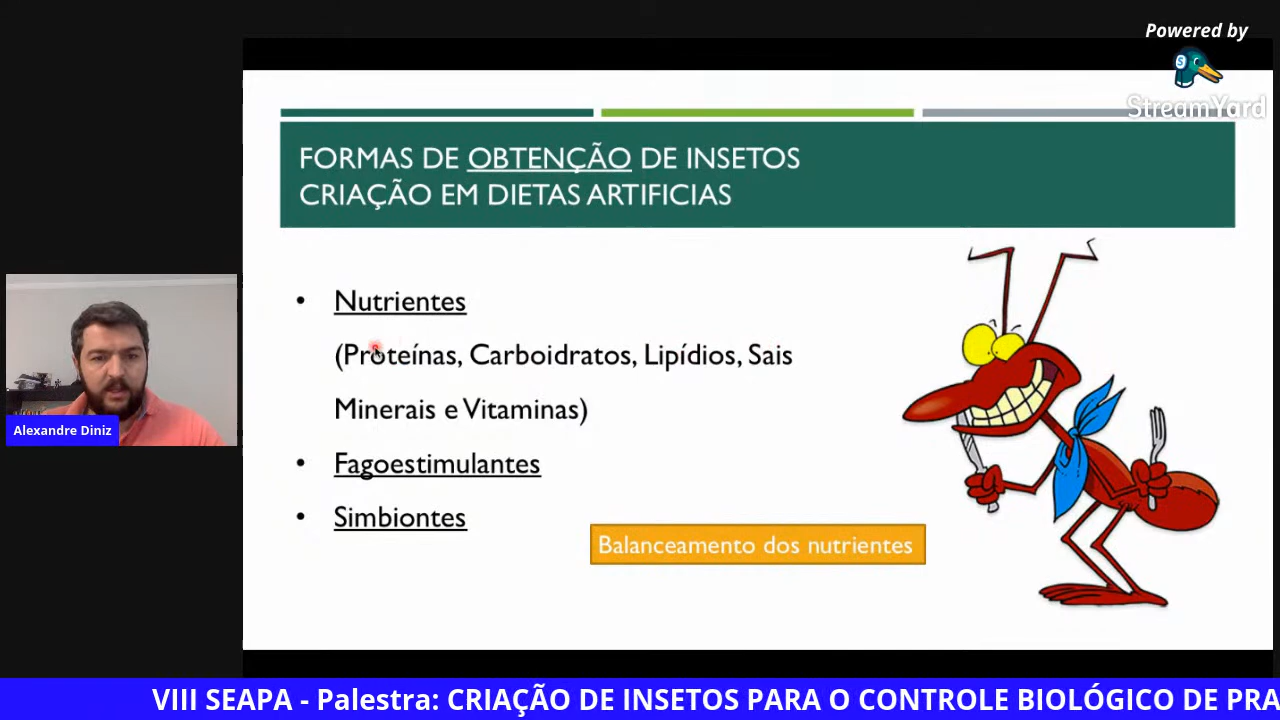 Powered by
StreamYard
FORMAS DE OBTENÇÃO DE INSETOS
CRIAÇÃO EM DIETAS ARTIFICIAS
• Nutrientes
(Proteínas, Carboidratos, Lipídios, Sais
Minerais e Vitaminas)
• Fagoestimulantes
• Simbiontes
Balanceamento dos nutrientes
Alexandre Diniz
VIII SEAPA - Palestra: CRIAÇÃO DE INSETOS PARA O CONTROLE BIOLÓGICO DE PRA